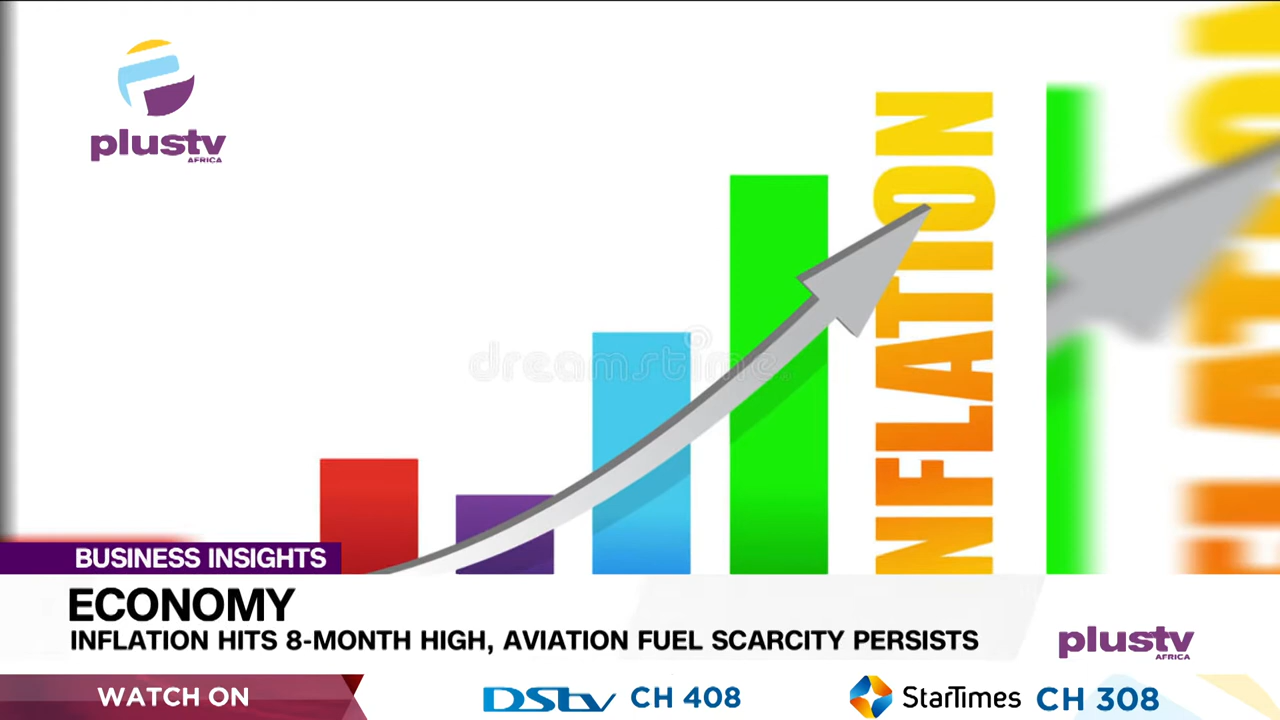 plustv
AFRICA
INFLATION
dreamstime.
BUSINESS INSIGHTS
ECONOMY
INFLATION HITS 8-MONTH HIGH, AVIATION FUEL SCARCITY PERSISTS
plustv
AFRICA
WATCH ON
DStv CH 408
StarTimes CH 308